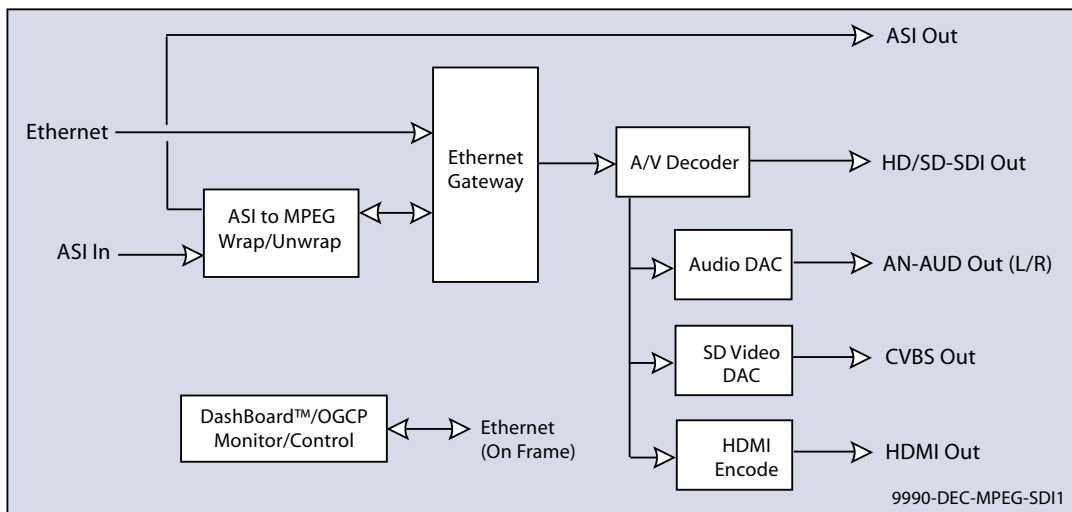 ASI Out
Ethernet
Ethernet
Gateway
A/V Decoder
HD/SD-SDI Out
ASI to MPEG
Wrap/Unwrap
ASI In
Audio DAC
AN-AUD Out (L/R)
SD Video
DAC
CVBS Out
DashBoard™/OGCP
Monitor/Control
Ethernet
(On Frame)
HDMI
Encode
HDMI Out
9990-DEC-MPEG-SDI1